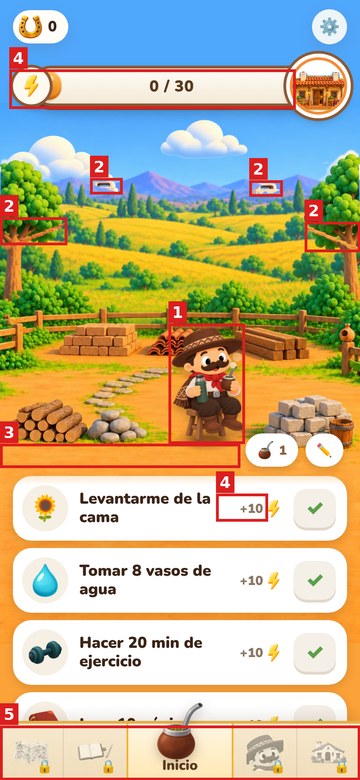 0
4
0 / 30
2
2
2
2
1
3
1
4
Levantarme de la
cama
+10
Tomar 8 vasos de
agua
+10
Hacer 20 min de
ejercicio
+10
5
Inicio